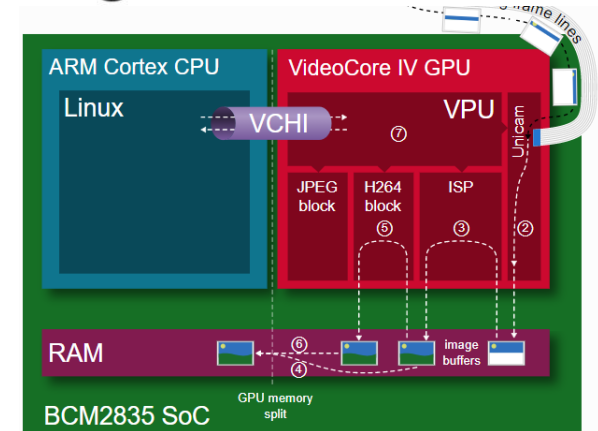 frame lines
ARM Cortex CPU
VideoCore IV GPU
Linux
VCHI
VPU
Unicam
⑦
JPEG
block
H264
block
ISP
⑤
③
②
RAM
⑥
④
image
buffers
GPU memory
split
BCM2835 SoC